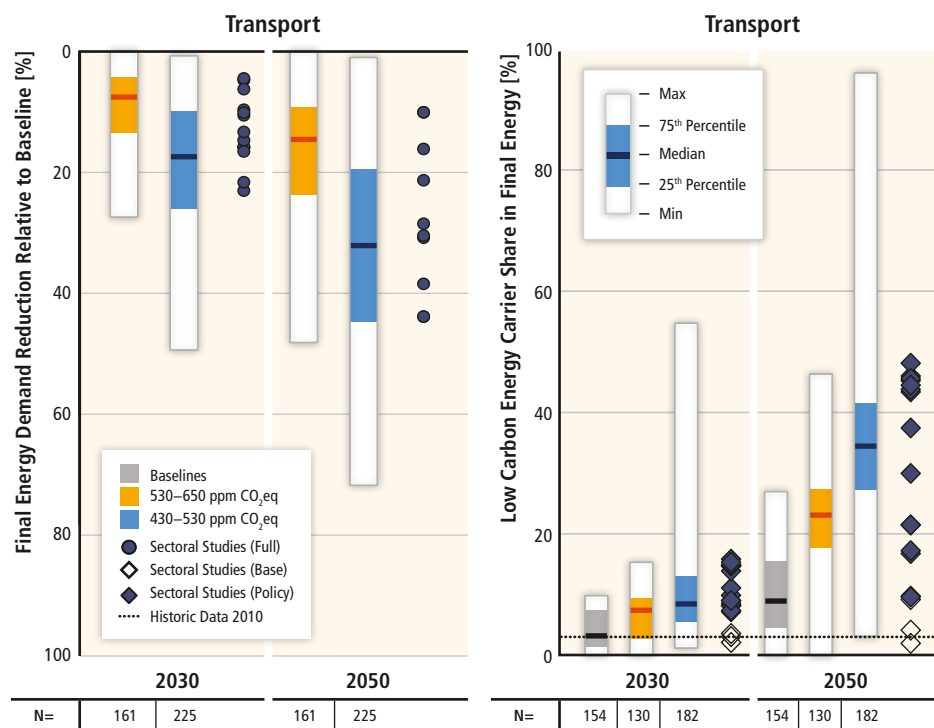 Transport
Final Energy Demand Reduction Relative to Baseline [%]
0
20
40
60
80
100
Baselines
530–650 ppm CO₂eq
430–530 ppm CO₂eq
Sectoral Studies (Full)
Sectoral Studies (Base)
Sectoral Studies (Policy)
Historic Data 2010
2030
2050
N=
161
225
161
225
Transport
Low Carbon Energy Carrier Share in Final Energy [%]
100
80
60
40
20
0
Max
75th Percentile
Median
25th Percentile
Min
2030
2050
N=
154
130
182
154
130
182